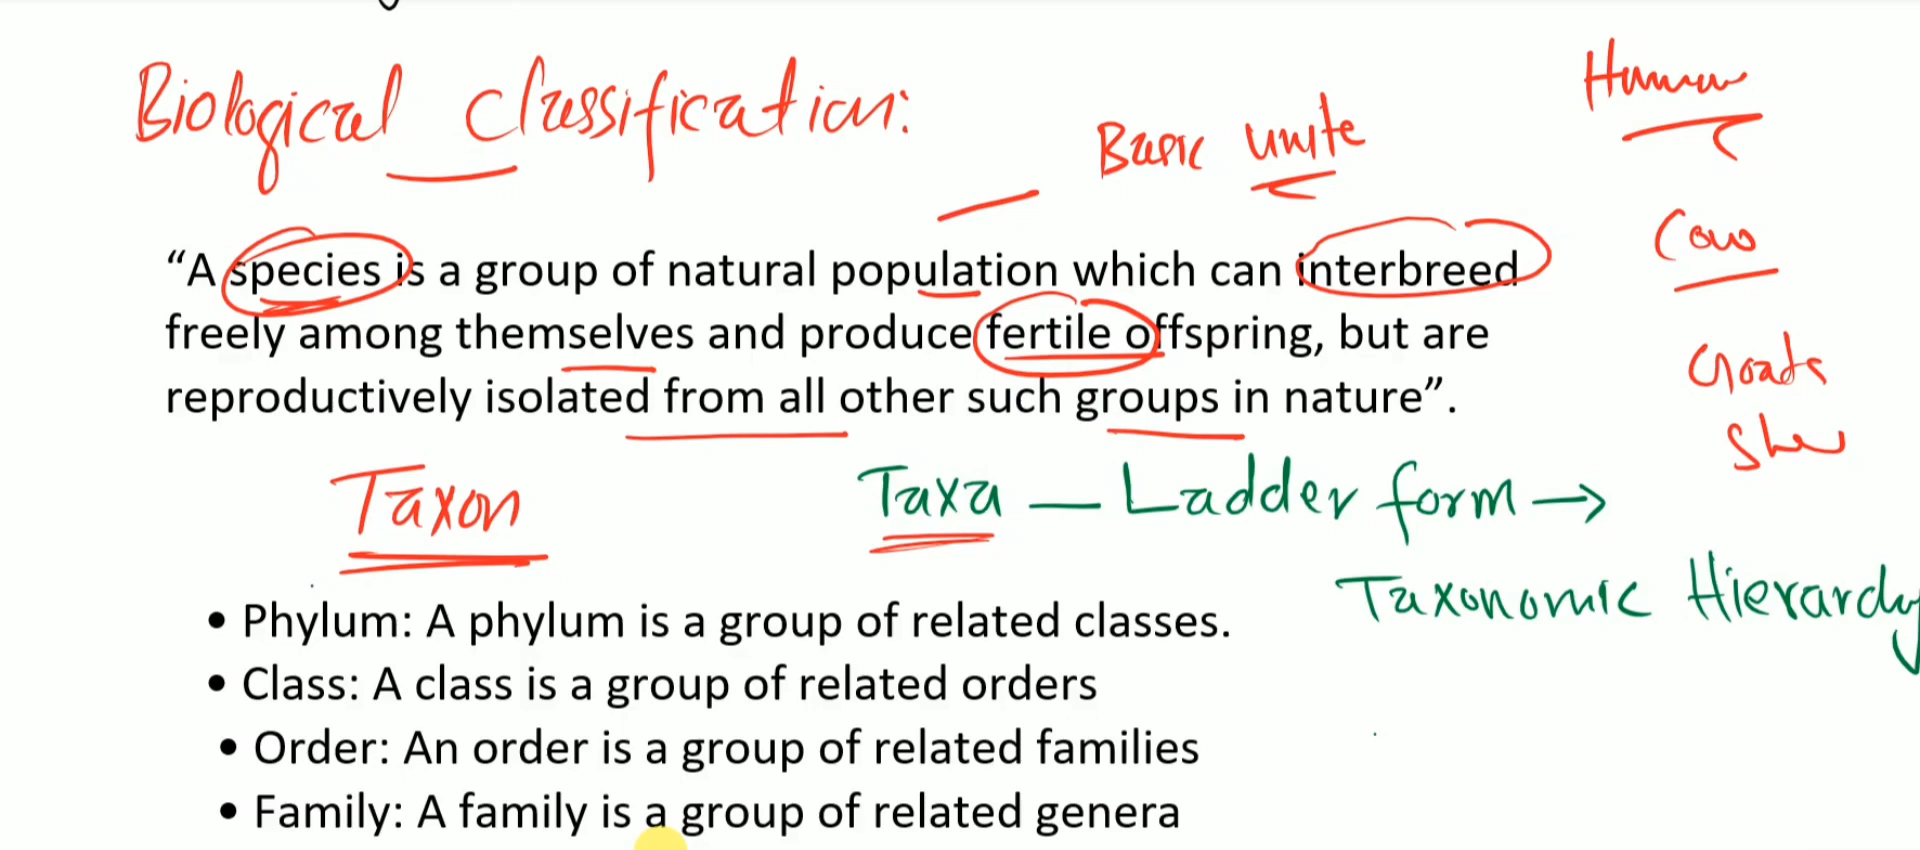 Biological classification:
Human
Basic unite
Cow
"A species is a group of natural population which can interbreed
freely among themselves and produce fertile offspring, but are
Goats
reproductively isolated from all other such groups in nature".
Taxon
Taxa — Ladder form →
Taxonomic Hierarchy
• Phylum: A phylum is a group of related classes.
• Class: A class is a group of related orders
• Order: An order is a group of related families
• Family: A family is a group of related genera